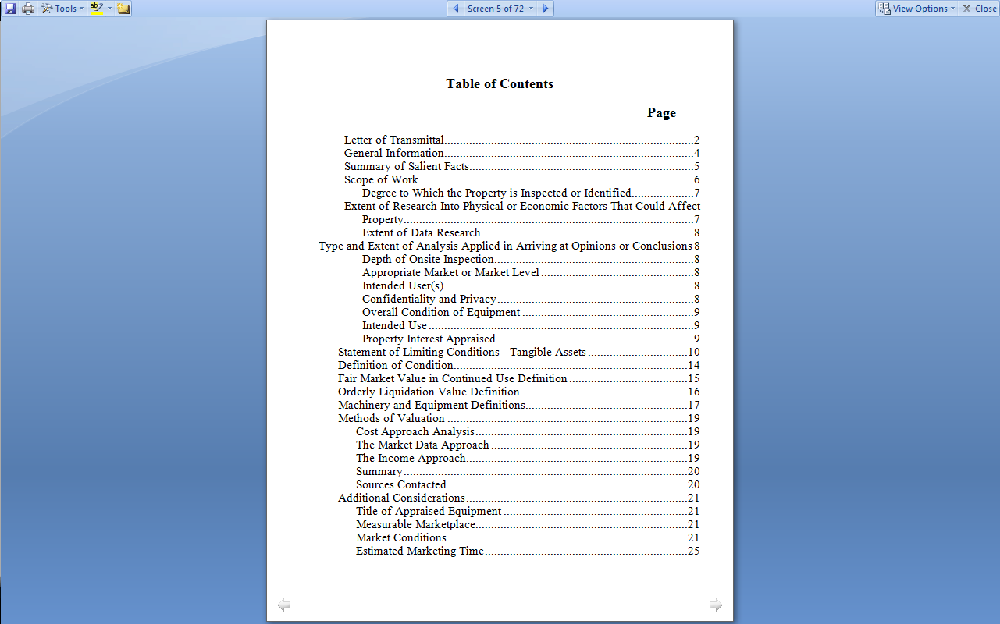 Tools
ab
Screen 5 of 72
View Options
Close
Table of Contents
Page
Letter of Transmittal 2
General Information 4
Summary of Salient Facts 5
Scope of Work 6
Degree to Which the Property is Inspected or Identified 7
Extent of Research Into Physical or Economic Factors That Could Affect
Property 7
Extent of Data Research 8
Type and Extent of Analysis Applied in Arriving at Opinions or Conclusions 8
Depth of Onsite Inspection 8
Appropriate Market or Market Level 8
Intended User(s) 8
Confidentiality and Privacy 8
Overall Condition of Equipment 9
Intended Use 9
Property Interest Appraised 9
Statement of Limiting Conditions - Tangible Assets 10
Definition of Condition 14
Fair Market Value in Continued Use Definition 15
Orderly Liquidation Value Definition 16
Machinery and Equipment Definitions 17
Methods of Valuation 19
Cost Approach Analysis 19
The Market Data Approach 19
The Income Approach 19
Summary 20
Sources Contacted 20
Additional Considerations 21
Title of Appraised Equipment 21
Measurable Marketplace 21
Market Conditions 21
Estimated Marketing Time 25